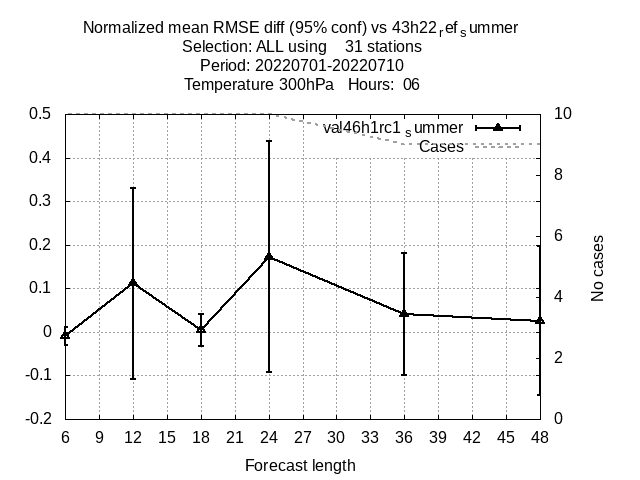 Normalized mean RMSE diff (95% conf) vs 43h22refsummer
Selection: ALL using 31 stations
Period: 20220701-20220710
Temperature 300hPa Hours: 06
0.5
0.4
0.3
0.2
0.1
0
-0.1
-0.2
10
8
6
4
2
0
val46h1rc1summer
Cases
No cases
6 9 12 15 18 21 24 27 30 33 36 39 42 45 48
Forecast length